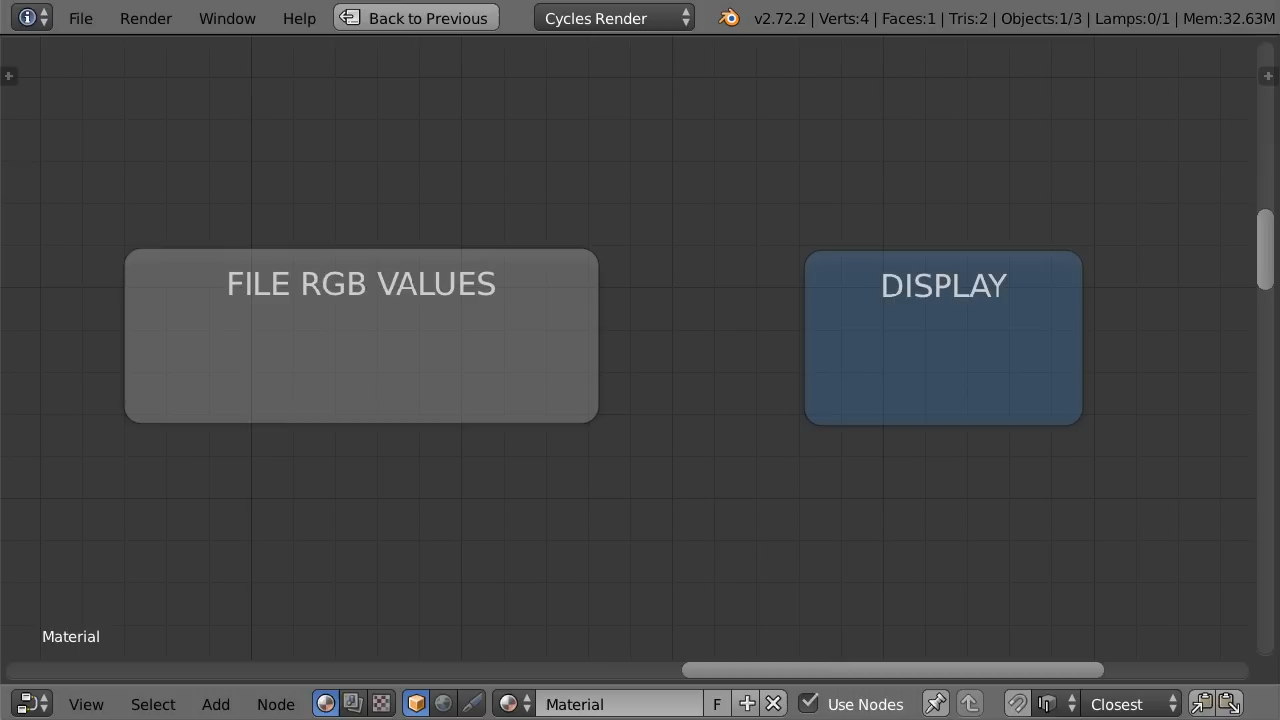 File Render Window Help Back to Previous Cycles Render v2.72.2 | Verts:4 | Faces:1 | Tris:2 | Objects:1/3 | Lamps:0/1 | Mem:32.63M
FILE RGB VALUES
DISPLAY
Material
View Select Add Node Material F Use Nodes Closest